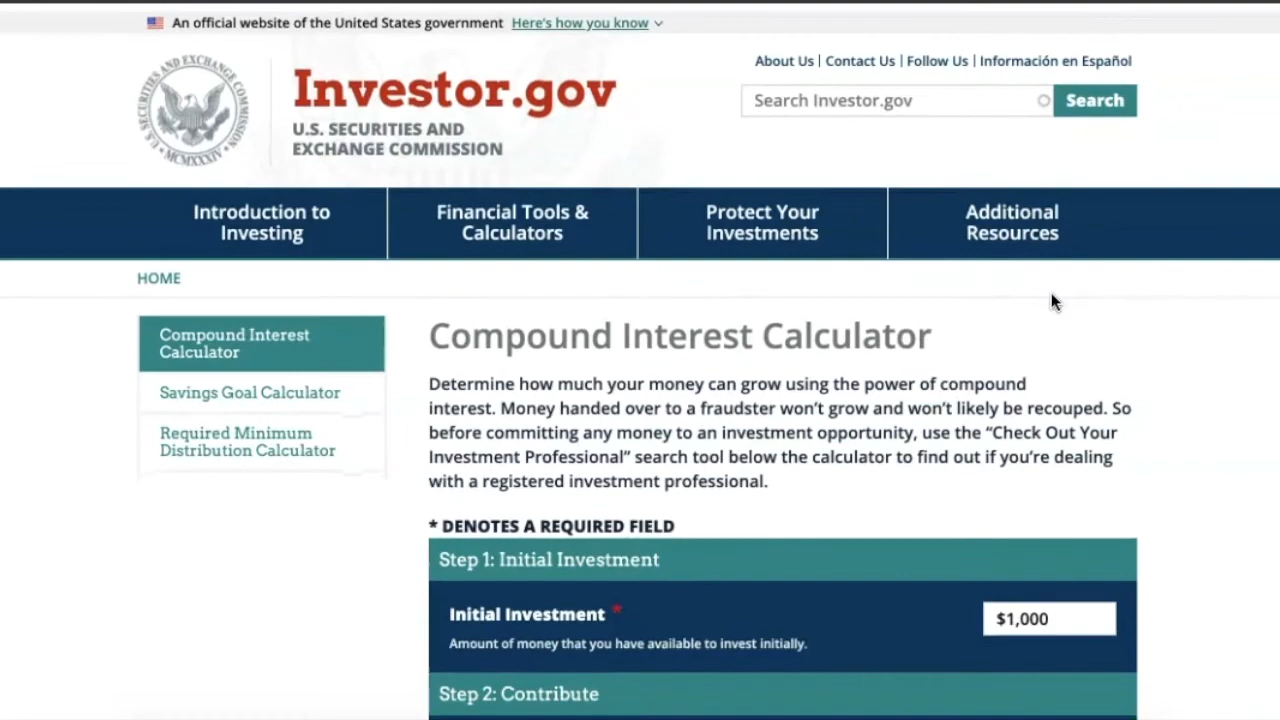 An official website of the United States government Here's how you know
About Us | Contact Us | Follow Us | Información en Español
U.S. SECURITIES AND EXCHANGE COMMISSION
MCMXXXIV
Investor.gov
U.S. SECURITIES AND
EXCHANGE COMMISSION
Search Investor.gov
Search
Introduction to
Investing
Financial Tools &
Calculators
Protect Your
Investments
Additional
Resources
HOME
Compound Interest
Calculator
Savings Goal Calculator
Required Minimum
Distribution Calculator
Compound Interest Calculator
Determine how much your money can grow using the power of compound
interest. Money handed over to a fraudster won’t grow and won’t likely be recouped. So
before committing any money to an investment opportunity, use the “Check Out Your
Investment Professional” search tool below the calculator to find out if you’re dealing
with a registered investment professional.
* DENOTES A REQUIRED FIELD
Step 1: Initial Investment
Initial Investment *
$1,000
Amount of money that you have available to invest initially.
Step 2: Contribute